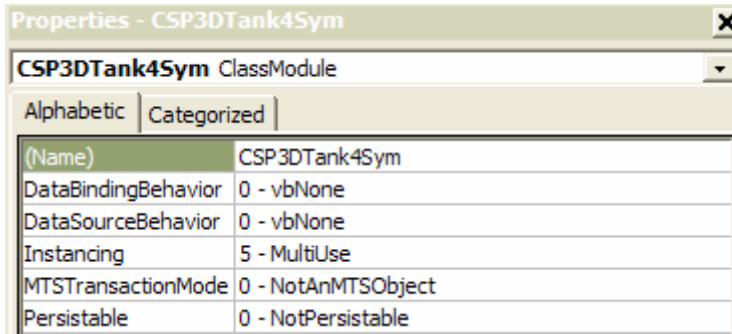 Properties - CSP3DTank4Sym
CSP3DTank4Sym ClassModule
Alphabetic Categorized
(Name) CSP3DTank4Sym
DataBindingBehavior 0 - vbNone
DataSourceBehavior 0 - vbNone
Instancing 5 - MultiUse
MTSTransactionMode 0 - NotAnMTSObject
Persistable 0 - NotPersistable